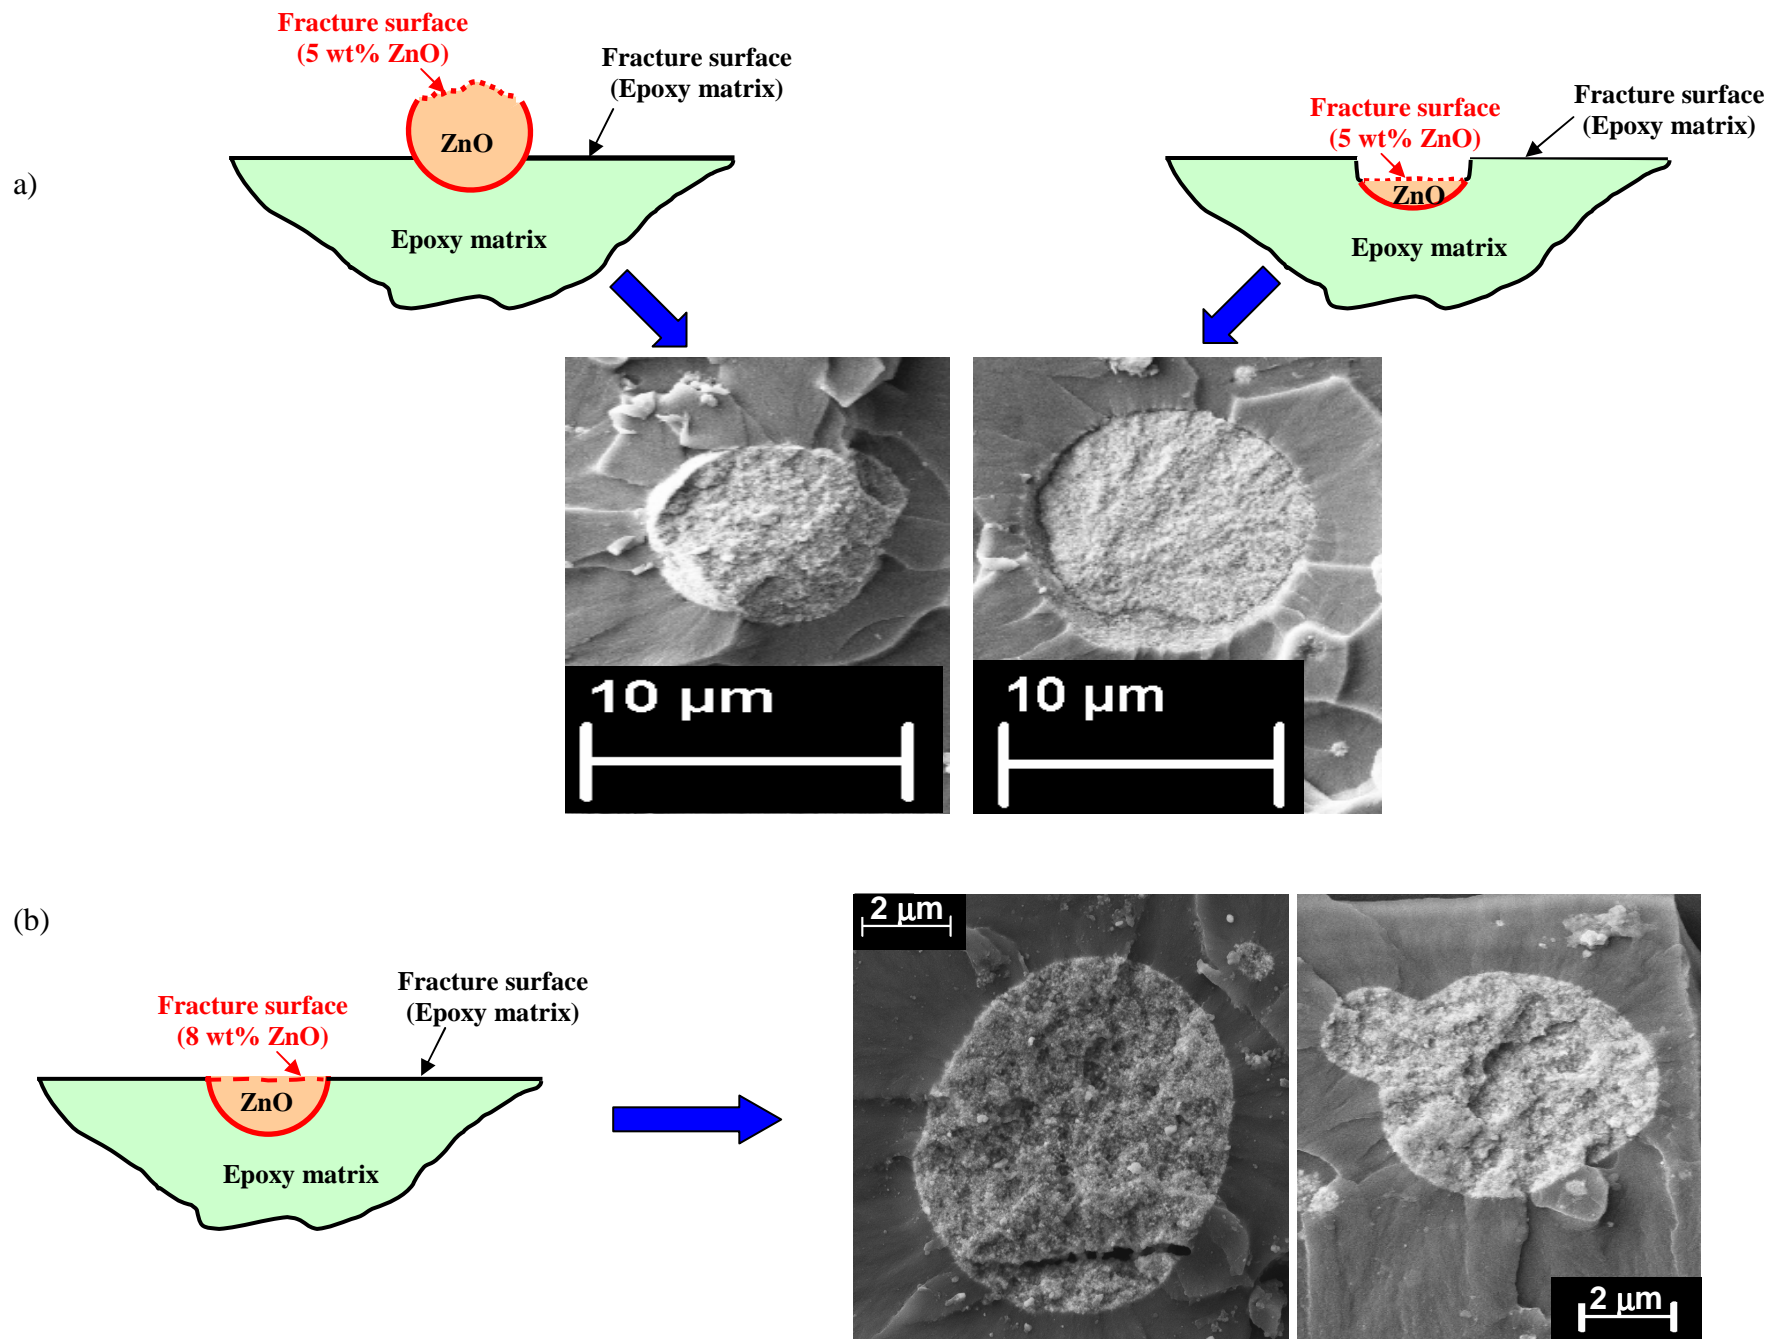 Fracture surface
(5 wt% ZnO)
Fracture surface
(Epoxy matrix)
ZnO
Epoxy matrix
a)
Fracture surface
(5 wt% ZnO)
Fracture surface
(Epoxy matrix)
ZnO
Epoxy matrix
10 µm
10 µm
(b)
Fracture surface
(8 wt% ZnO)
Fracture surface
(Epoxy matrix)
ZnO
Epoxy matrix
2 µm
2 µm